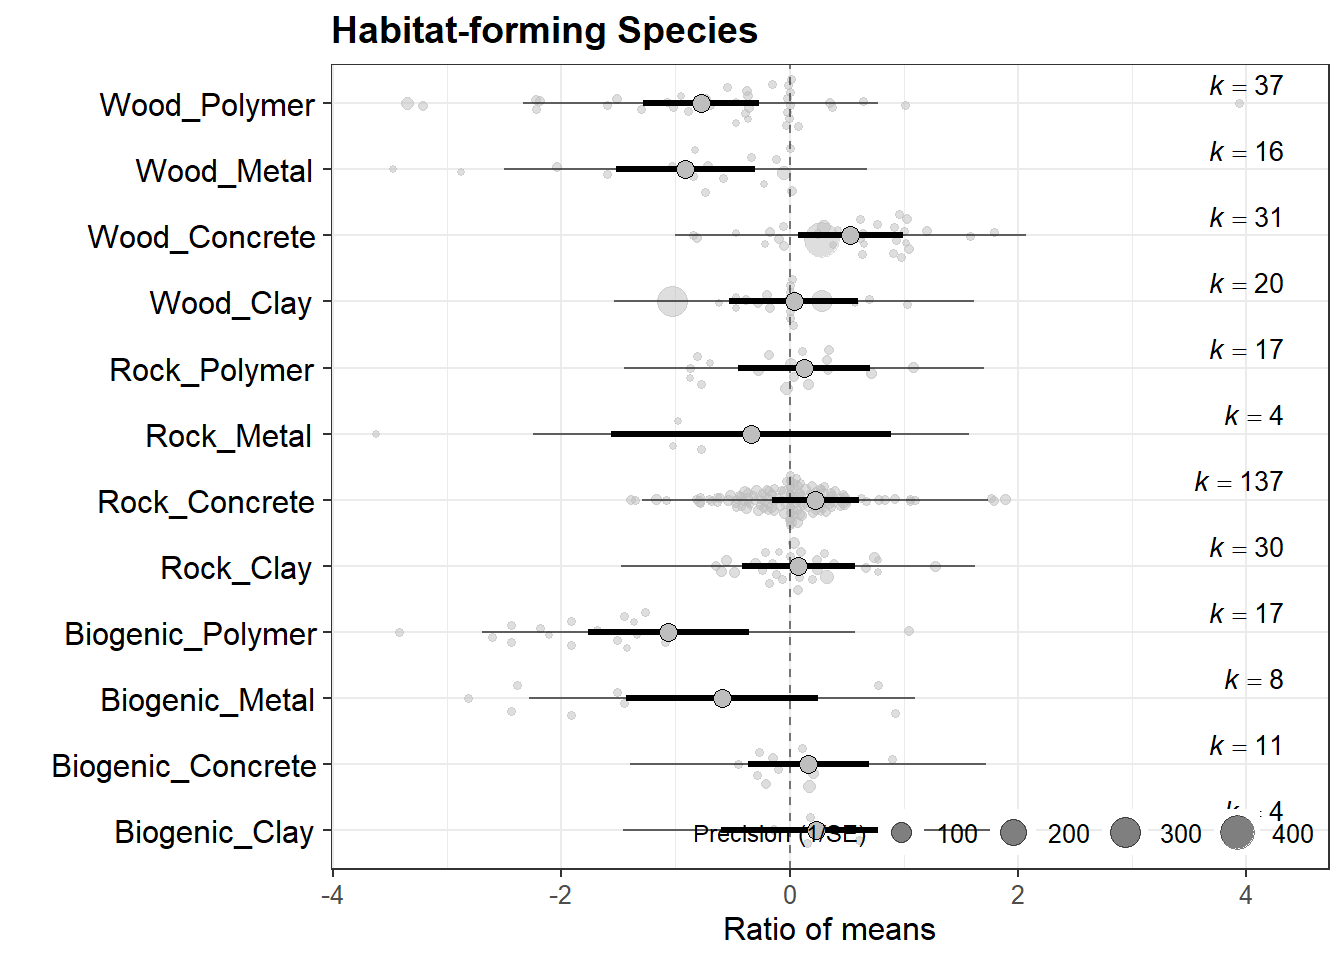 Habitat-forming Species
Wood_Polymer k = 37
Wood_Metal k = 16
Wood_Concrete k = 31
Wood_Clay k = 20
Rock_Polymer k = 17
Rock_Metal k = 4
Rock_Concrete k = 137
Rock_Clay k = 30
Biogenic_Polymer k = 17
Biogenic_Metal k = 8
Biogenic_Concrete k = 11
Biogenic_Clay k = 4
Precision (1/SE) 100 200 300 400
-4 -2 0 2 4
Ratio of means